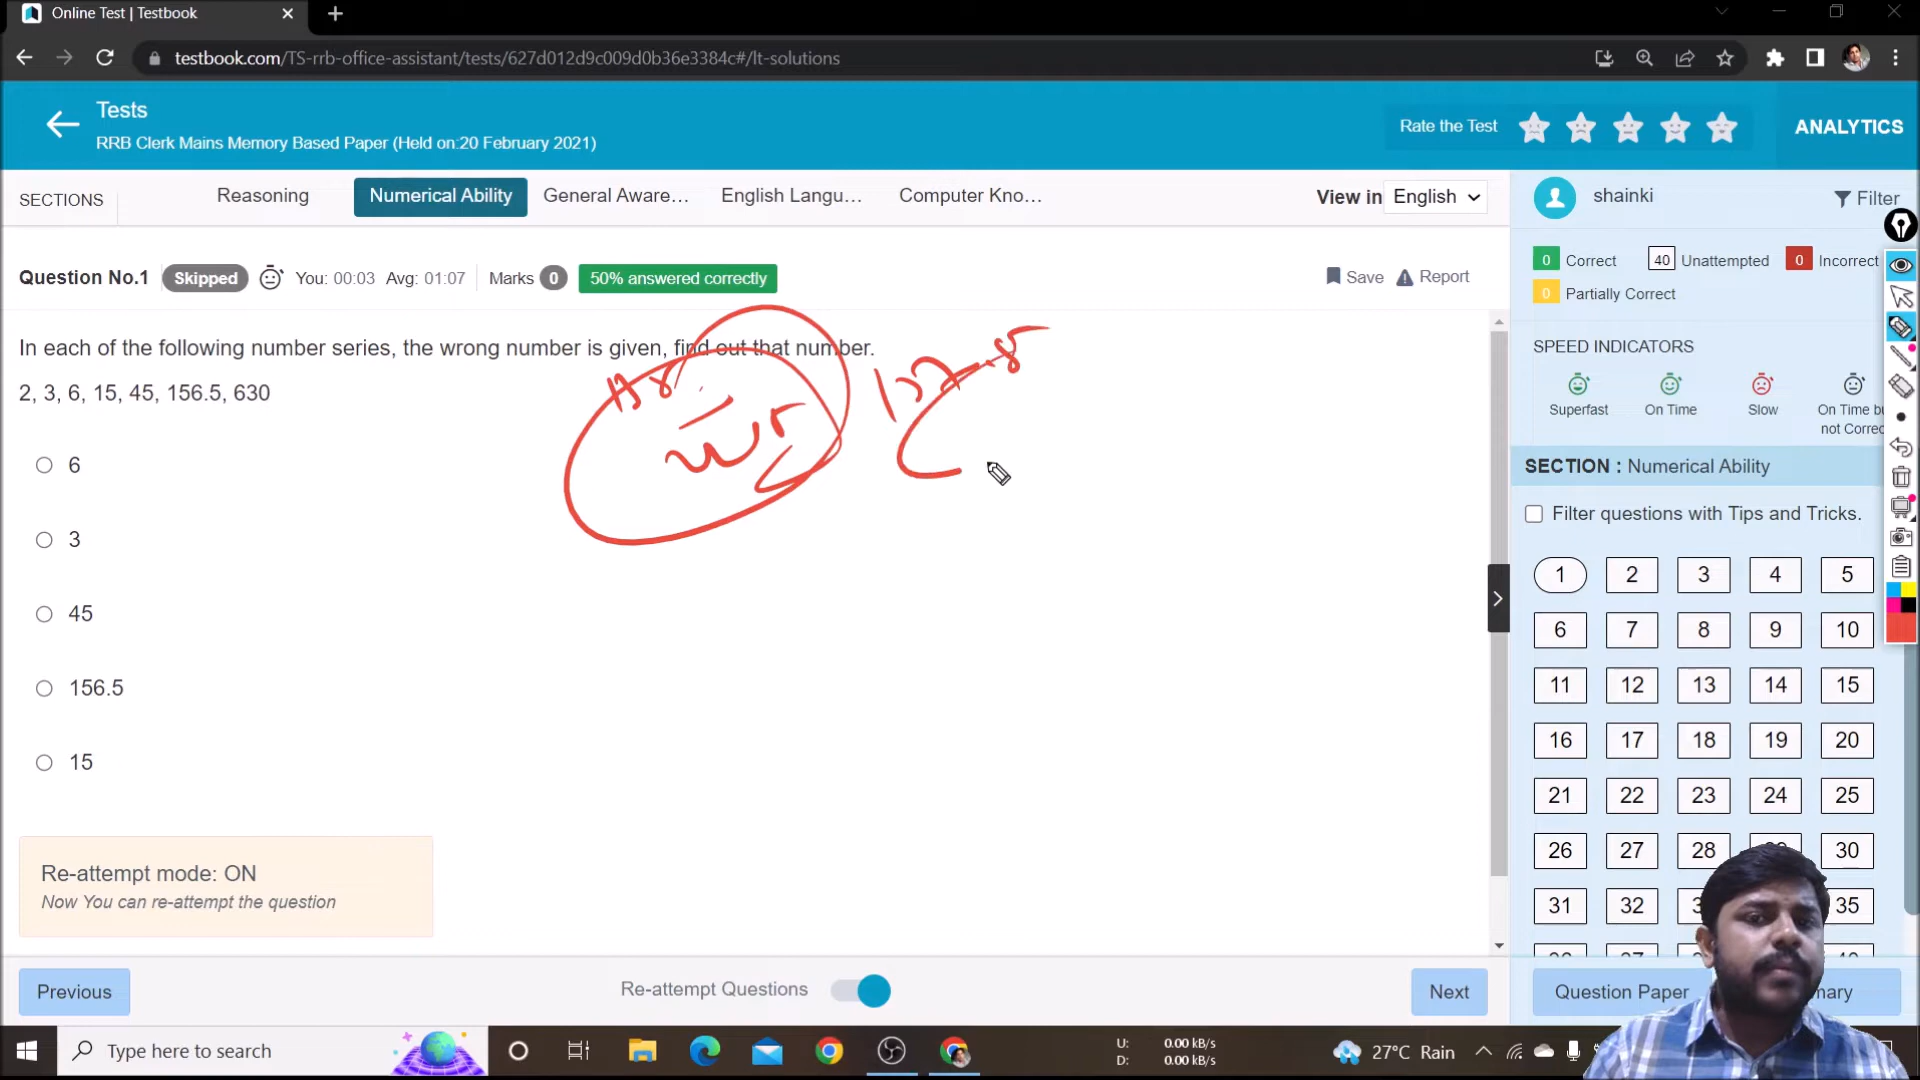 Online Test | Testbook
testbook.com/TS-rrb-office-assistant/tests/627d012d9c009d0b36e3384c#/lt-solutions
Tests
RRB Clerk Mains Memory Based Paper (Held on:20 February 2021)
Rate the Test
ANALYTICS
SECTIONS
Reasoning
Numerical Ability
General Aware...
English Langu...
Computer Kno...
View in English
shainki
Filter
Question No.1 Skipped You: 00:03 Avg: 01:07 Marks 0 50% answered correctly
Save Report
0 Correct 40 Unattempted 0 Incorrect
0 Partially Correct
In each of the following number series, the wrong number is given, find out that number.
2, 3, 6, 15, 45, 156.5, 630
6
3
45
156.5
15
SPEED INDICATORS
Superfast On Time Slow On Time bu
not Correc
SECTION : Numerical Ability
Filter questions with Tips and Tricks.
1 2 3 4 5
6 7 8 9 10
11 12 13 14 15
16 17 18 19 20
21 22 23 24 25
26 27 28 30
31 32 35
Re-attempt mode: ON
Now You can re-attempt the question
Previous
Re-attempt Questions
Next
Question Paper
Type here to search
U: 0.00 kB/s
D: 0.00 kB/s
27°C Rain